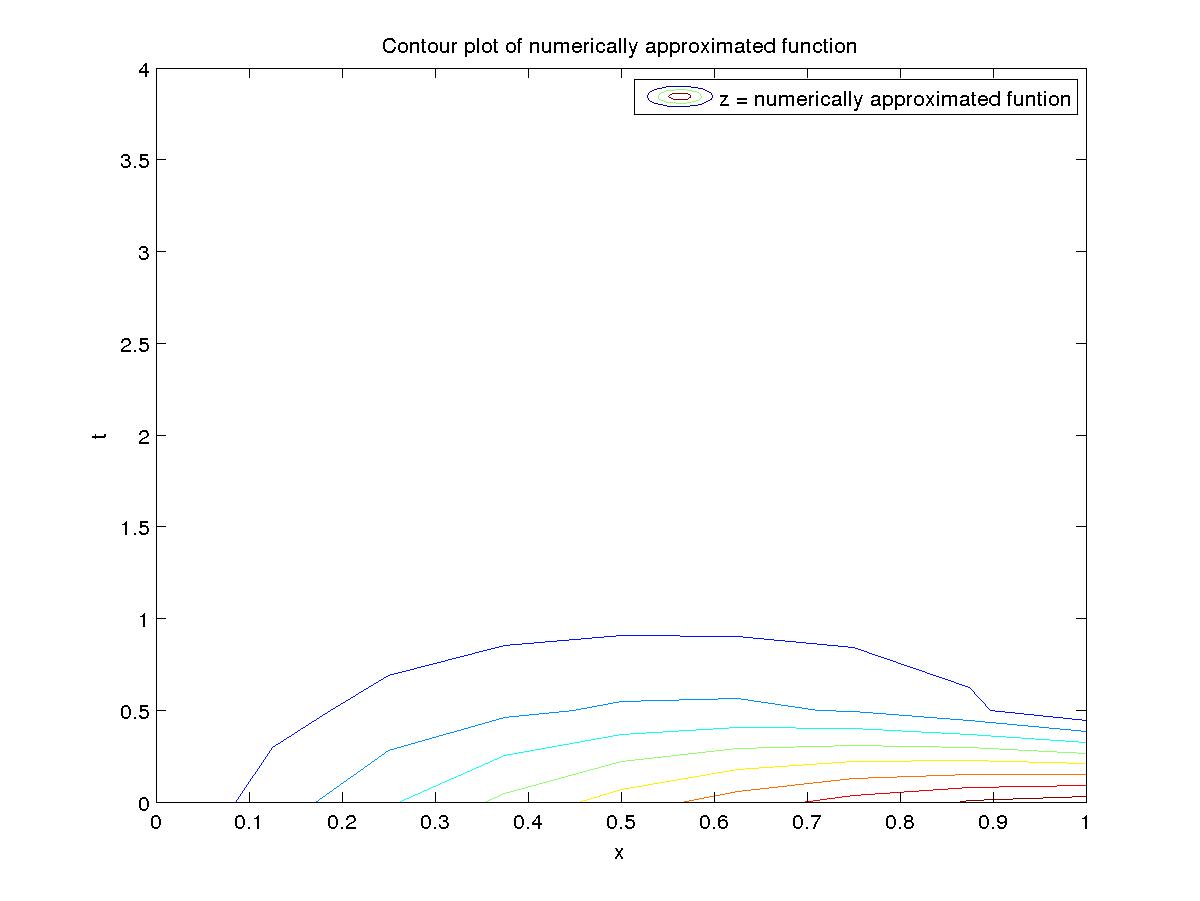 Contour plot of numerically approximated function
z = numerically approximated funtion
4
3.5
3
2.5
2
1.5
1
0.5
0
t
0 0.1 0.2 0.3 0.4 0.5 0.6 0.7 0.8 0.9 1
x